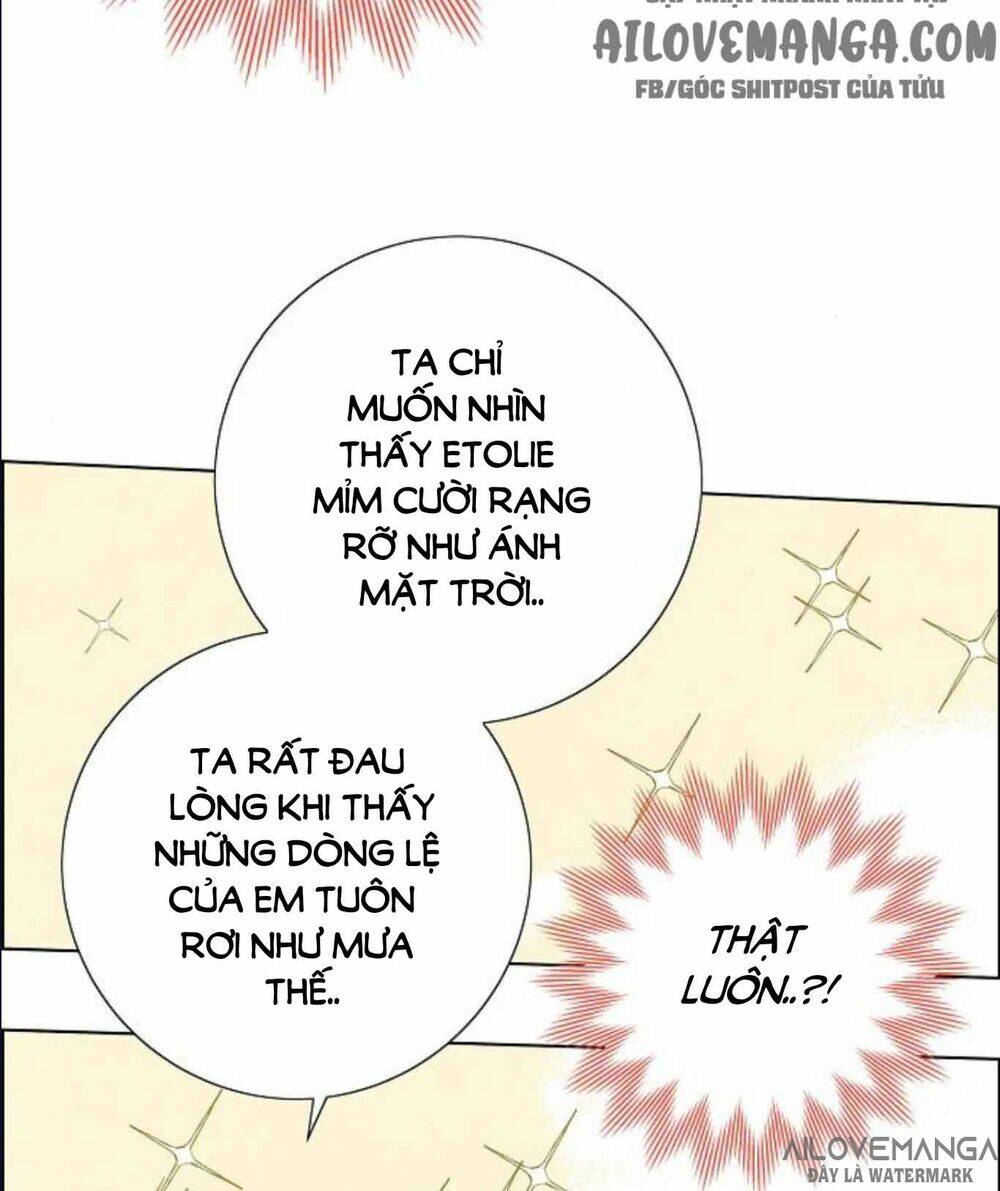 AILOVEMANGA.COM
FB/GÓC SHITPOST CỦA TỬU
TA CHỈ
MUỐN NHÌN
THẤY ETOLIE
MỈM CƯỜI RẠNG
RỠ NHƯ ÁNH
MẶT TRỜI..
TA RẤT ĐAU
LÒNG KHI THẤY
NHỮNG DÒNG LỆ
CỦA EM TUÔN
RƠI NHƯ MƯA
THẾ..
THẬT
LUÔN..?!
AILOVEMANGA
ĐÂY LÀ WATERMARK